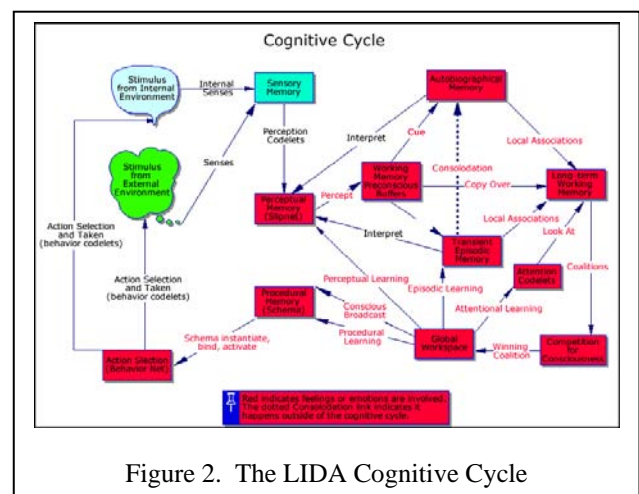 Cognitive Cycle
Stimulus
from Internal
Environment
Internal
Senses
Sensory
Memory
Autobiographical
Memory
Stimulus
from
External
Environment
Senses
Perception
Codelets
Interpret
Cue
Local Associations
Working
Memory
Preconscious
Buffers
Consolodation
Copy Over
Long-term
Working
Memory
Perceptual
Memory
(Slipnet)
Percept
Local Associations
Look At
Transient
Episodic
Memory
Interpret
Attention
Codelets
Coalitions
Action Selection
and Taken
(behavior codelets)
Action Selection
and Taken
(behavior codelets)
Perceptual Learning
Episodic Learning
Attentional Learning
Procedural
Memory
(Schema)
Conscious
Broadcast
Procedural
Learning
Schema instantiate,
bind, activate
Action Slection
(Behavior Net)
Global
Workspace
Winning
Coalition
Competition
for
Consciousness
Red indicates feelings or emotions are involved.
The dotted Consolodation link indicates it
happens outside of the cognitive cycle.
Figure 2. The LIDA Cognitive Cycle